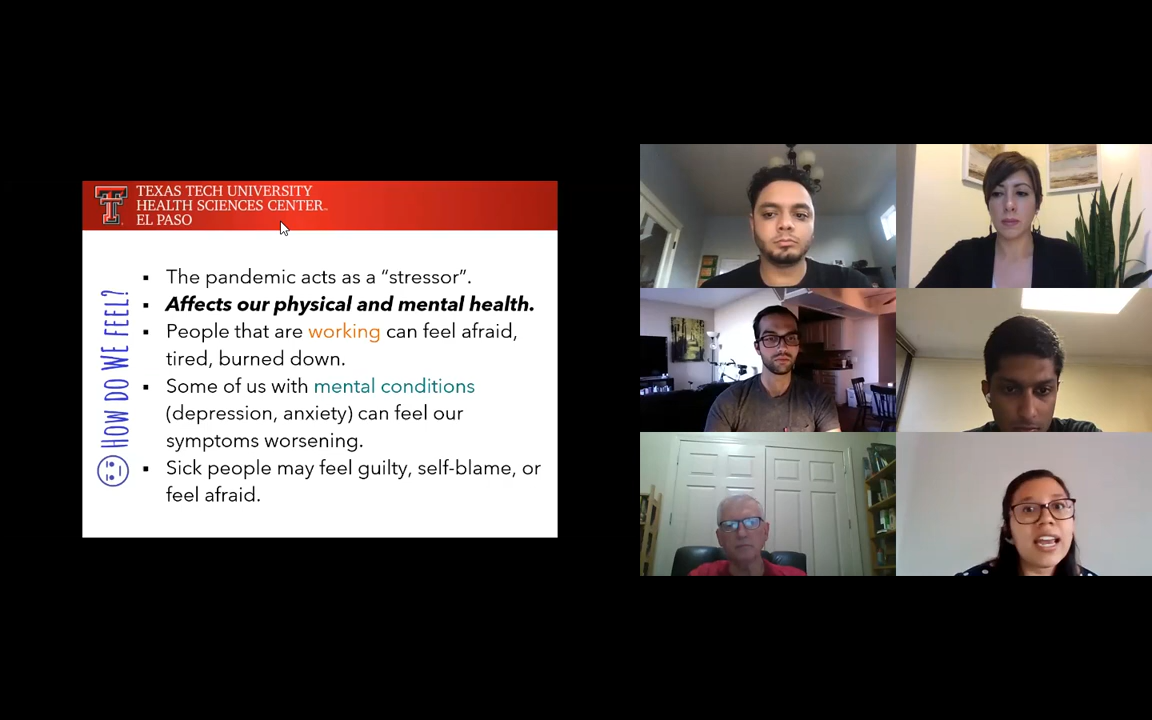 TEXAS TECH UNIVERSITY
HEALTH SCIENCES CENTER™
EL PASO
HOW DO WE FEEL?
▪ The pandemic acts as a “stressor”.
▪ Affects our physical and mental health.
▪ People that are working can feel afraid,
tired, burned down.
▪ Some of us with mental conditions
(depression, anxiety) can feel our
symptoms worsening.
▪ Sick people may feel guilty, self-blame, or
feel afraid.